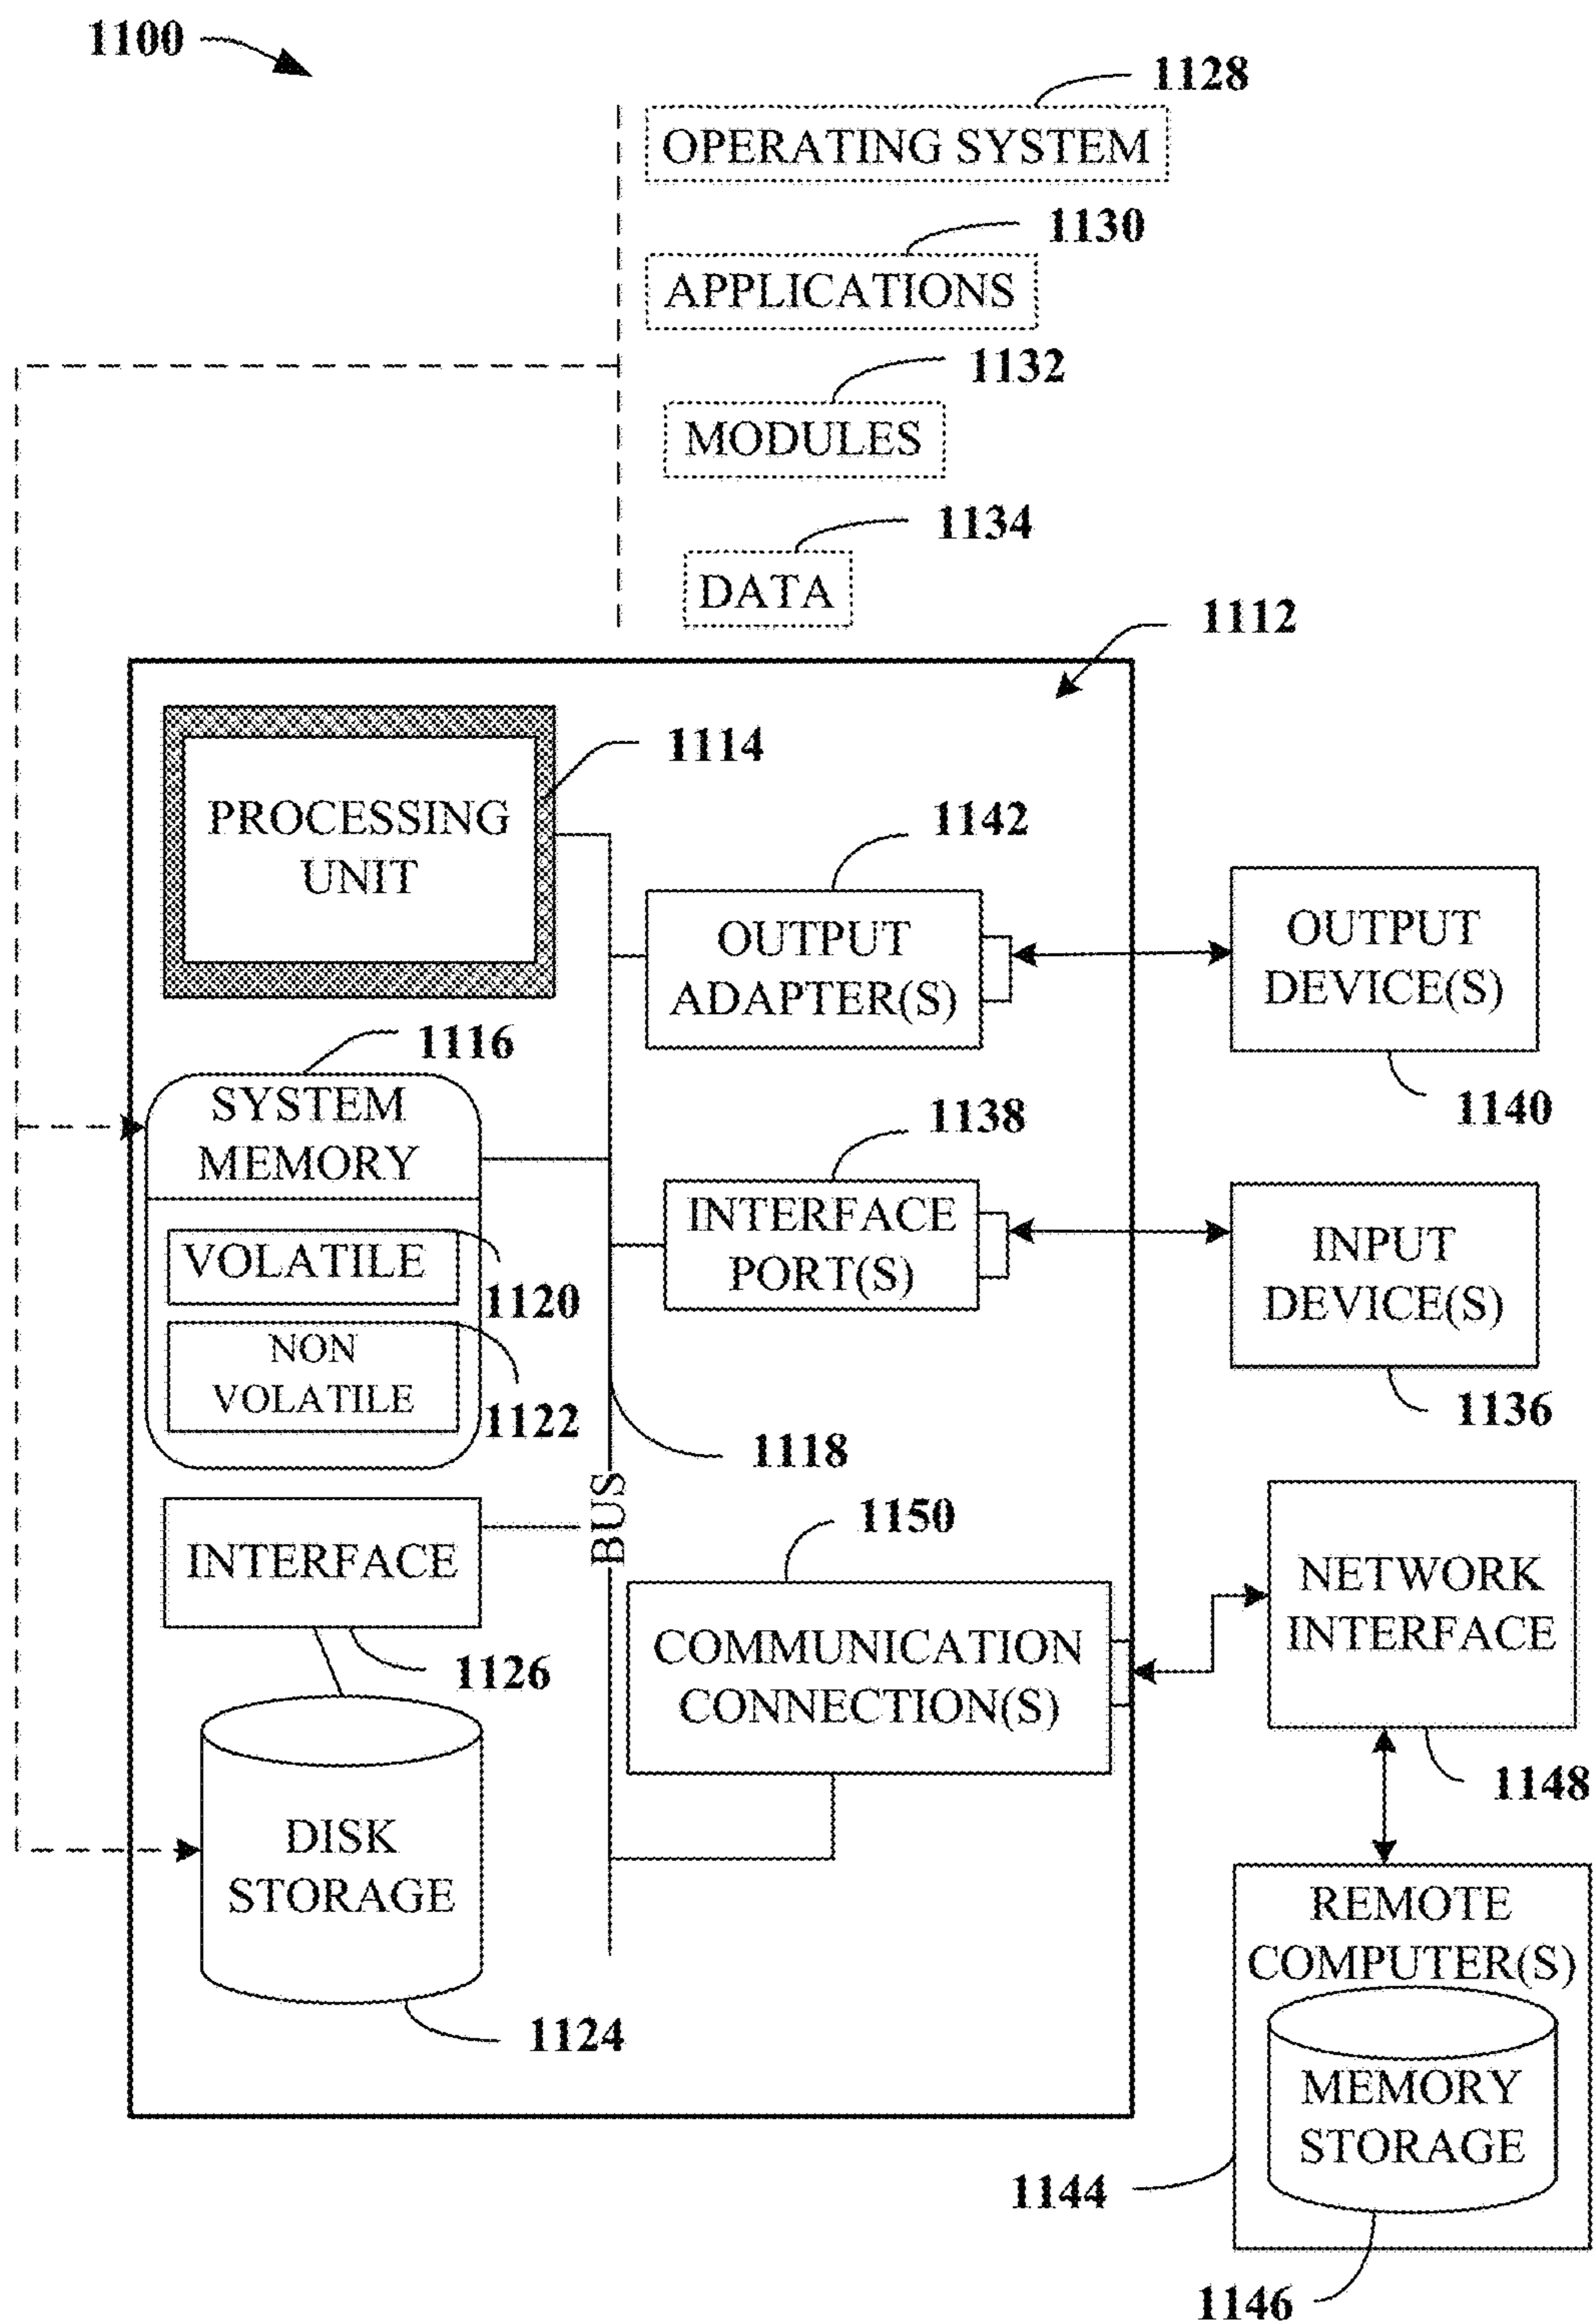 1100
1128
OPERATING SYSTEM
1130
APPLICATIONS
1132
MODULES
1134
DATA
1112
PROCESSING
UNIT
1114
1142
OUTPUT
ADAPTER(S)
OUTPUT
DEVICE(S)
1140
1116
SYSTEM
MEMORY
VOLATILE
1120
NON
VOLATILE
1122
1138
INTERFACE
PORT(S)
INPUT
DEVICE(S)
1136
1118
BUS
INTERFACE
1126
1150
COMMUNICATION
CONNECTION(S)
NETWORK
INTERFACE
1148
DISK
STORAGE
1124
REMOTE
COMPUTER(S)
MEMORY
STORAGE
1144
1146